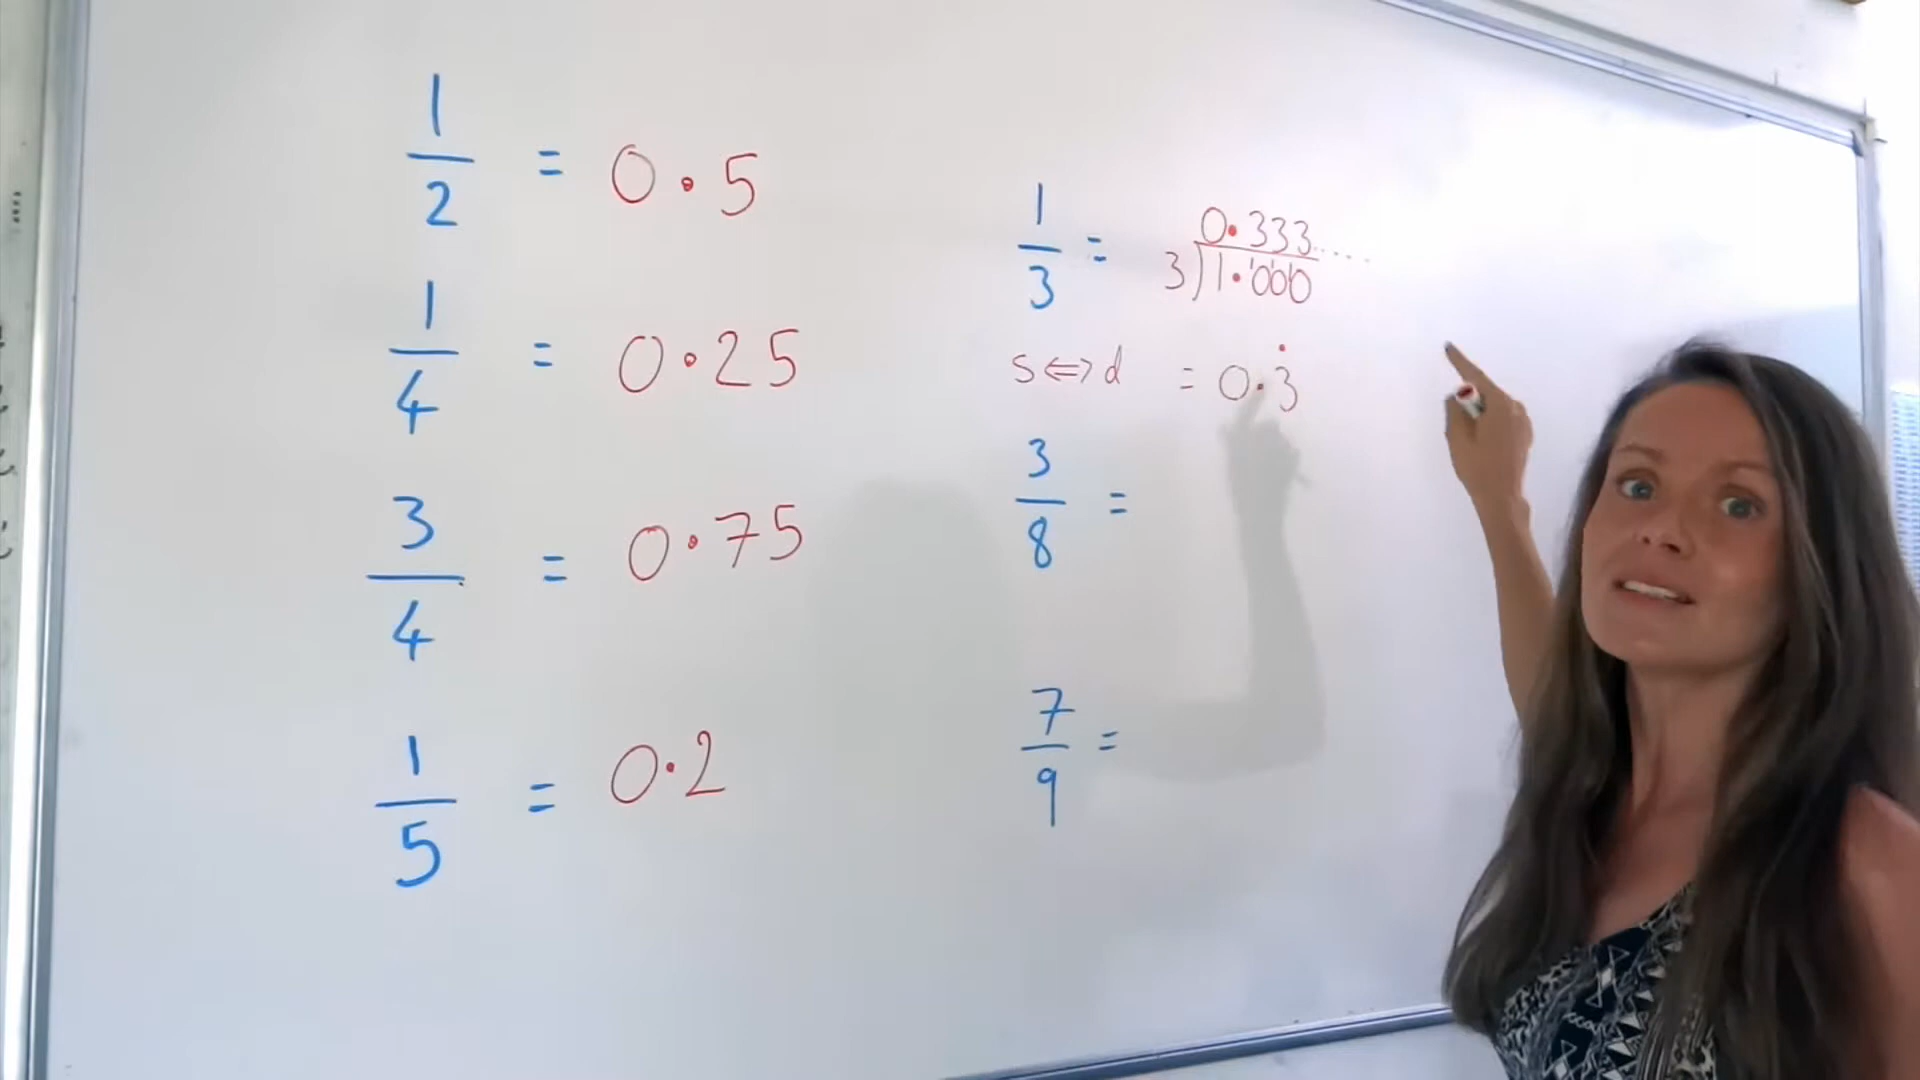 1/2 = 0.5
1/4 = 0.25
3/4 = 0.75
1/5 = 0.2
0.333.....
1/3 = 3)1.¹0¹0¹0
s⇔d = 0.3̇
3/8 =
7/9 =